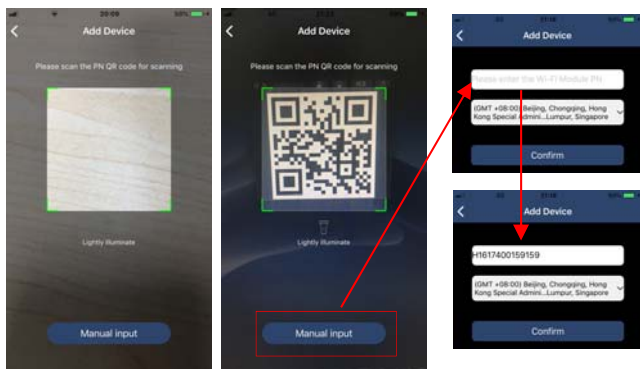 20:09
Add Device
Please scan the PN QR code for scanning
Lightly illuminate
Manual input
Add Device
Please scan the PN QR code for scanning
Lightly illuminate
Manual input
Add Device
Please enter the Wi-Fi Module PN
(GMT +08:00) Beijing, Chongqing, Hong
Kong Special Admini...Lumpur, Singapore
Confirm
Add Device
H1617400159159
(GMT +08:00) Beijing, Chongqing, Hong
Kong Special Admini...Lumpur, Singapore
Confirm